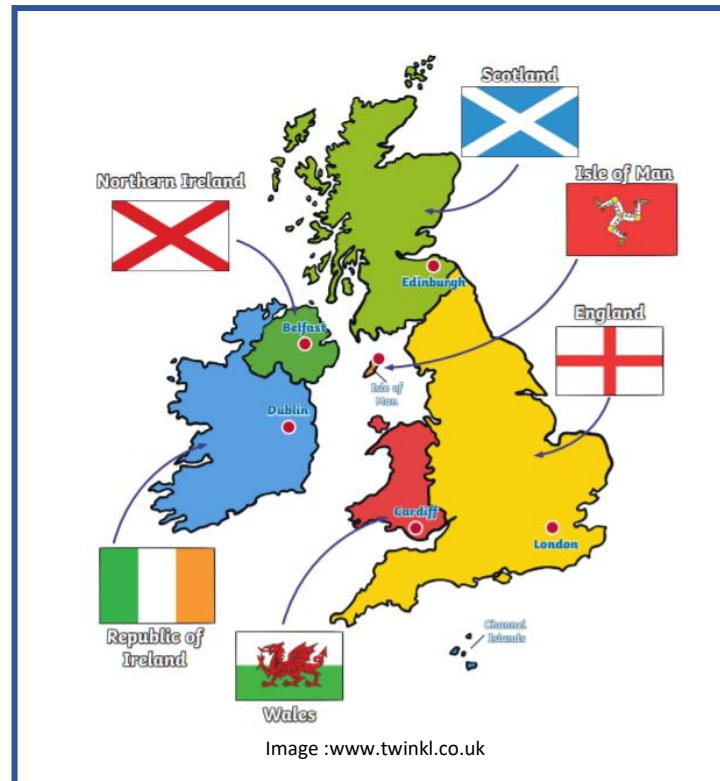 Scotland
Northern Ireland
Isle of Man
Edinburgh
England
Belfast
Isle of
Man
Dublin
Cardiff
London
Republic of
Ireland
Channel
Islands
Wales
Image :www.twinkl.co.uk